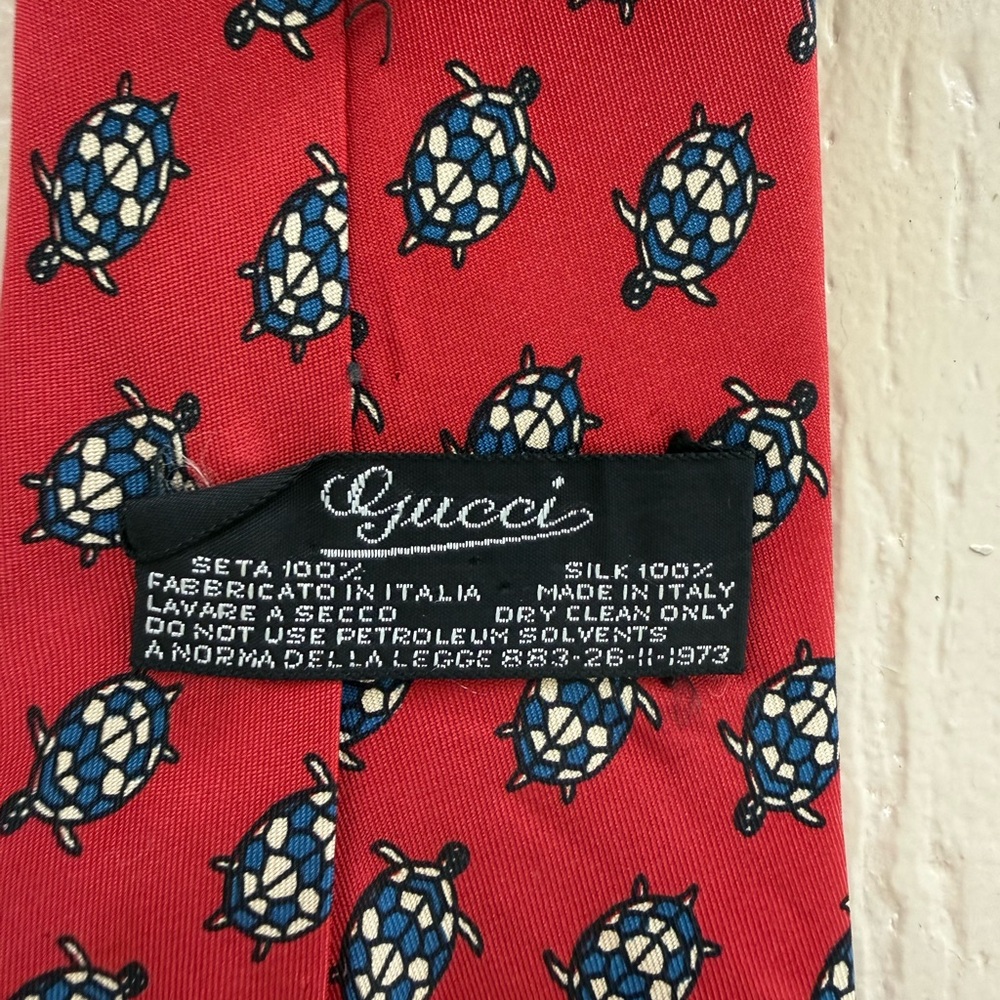 Gucci
SETA 100% SILK 100%
FABBRICATO IN ITALIA MADE IN ITALY
LAVARE A SECCO DRY CLEAN ONLY
DO NOT USE PETROLEUM SOLVENTS
A NORMA DELLA LEGGE 883-26-11-1973